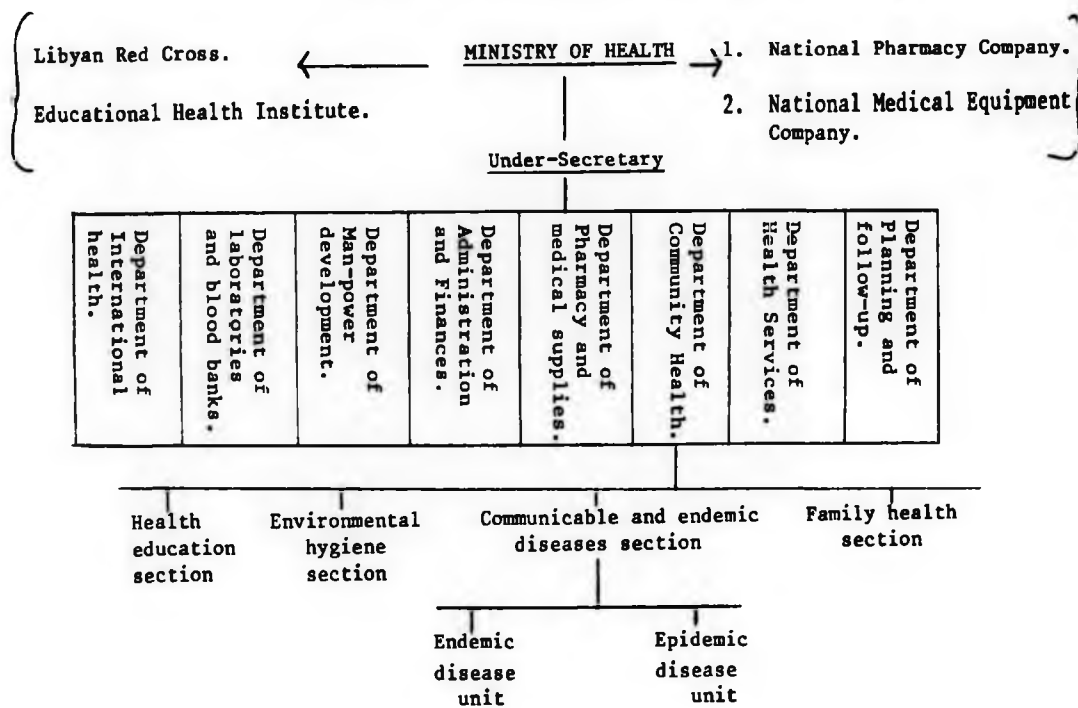 Libyan Red Cross.
Educational Health Institute.
MINISTRY OF HEALTH
1. National Pharmacy Company.
2. National Medical Equipment
Company.
Under-Secretary
Department of
International
health.
Department of
laboratories
and blood banks.
Department of
Man-power
development.
Department of
Administration
and Finances.
Department of
Pharmacy and
medical supplies.
Department of
Community Health.
Department of
Health Services.
Department of
Planning and
follow-up.
Health
education
section
Environmental
hygiene
section
Communicable and endemic
diseases section
Family health
section
Endemic
disease
unit
Epidemic
disease
unit